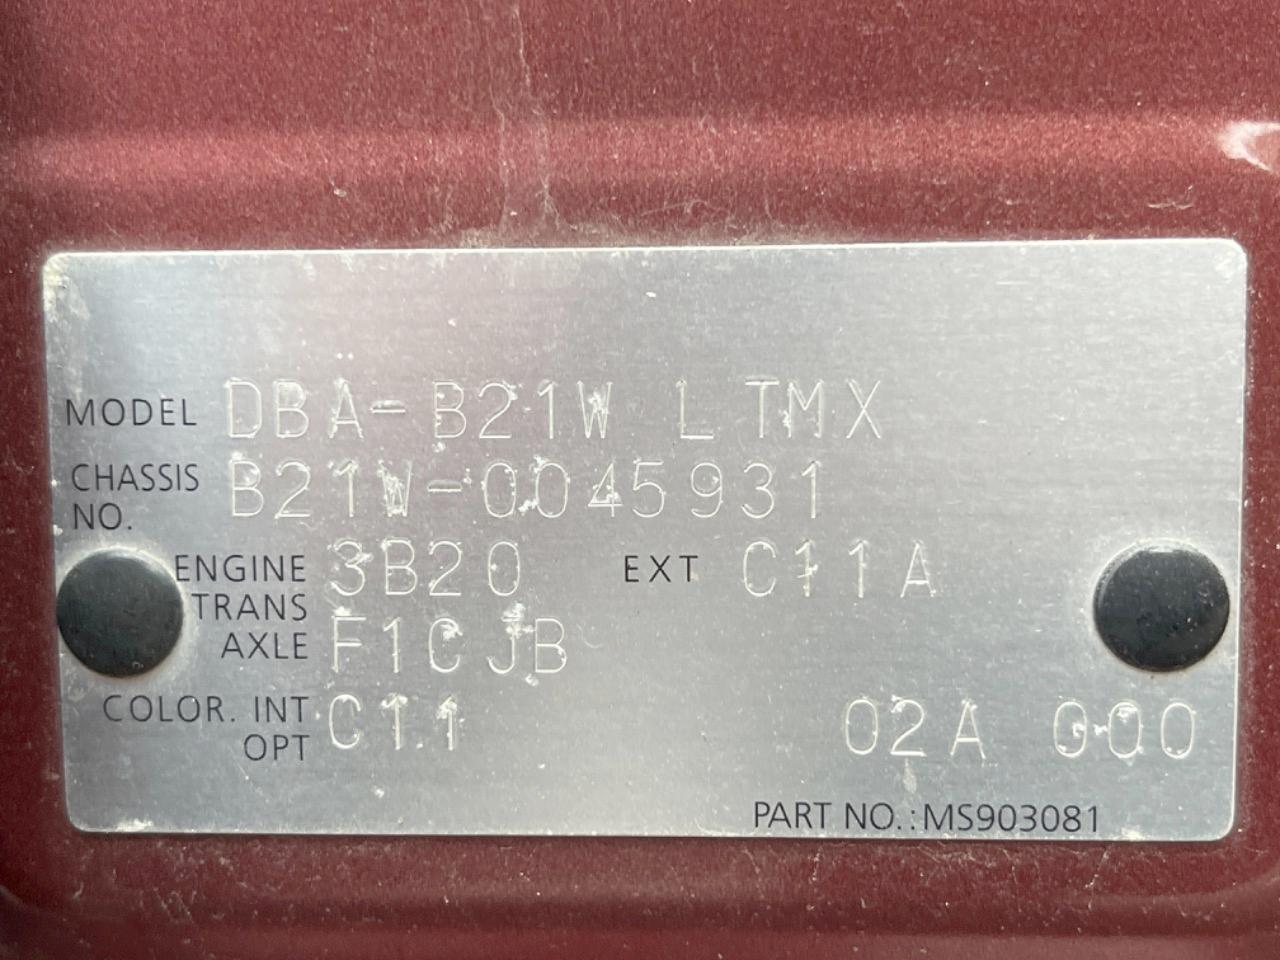 MODEL DBA-B21W LTMX
CHASSIS NO. B21W-0045931
ENGINE 3B20 EXT C11A
TRANS AXLE F1CJB
COLOR. INT OPT C11 02A 000
PART NO.:MS903081